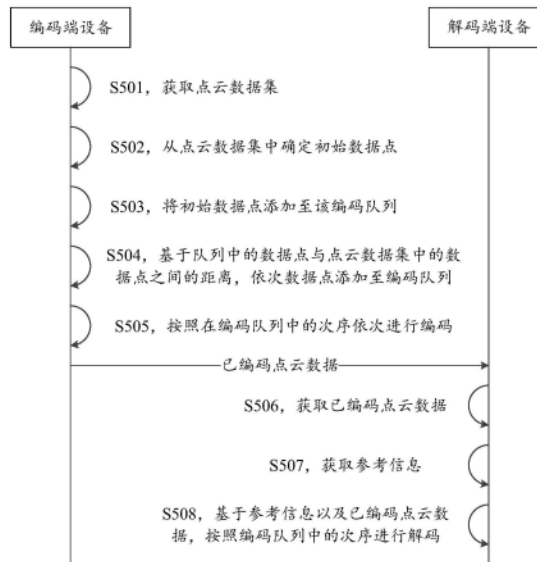 编码端设备
解码端设备
S501，获取点云数据集
S502，从点云数据集中确定初始数据点
S503，将初始数据点添加至该编码队列
S504，基于队列中的数据点与点云数据集中的数
据点之间的距离，依次数据点添加至编码队列
S505，按照在编码队列中的次序依次进行编码
已编码点云数据
S506，获取已编码点云数据
S507，获取参考信息
S508，基于参考信息以及已编码点云数
据，按照编码队列中的次序进行解码